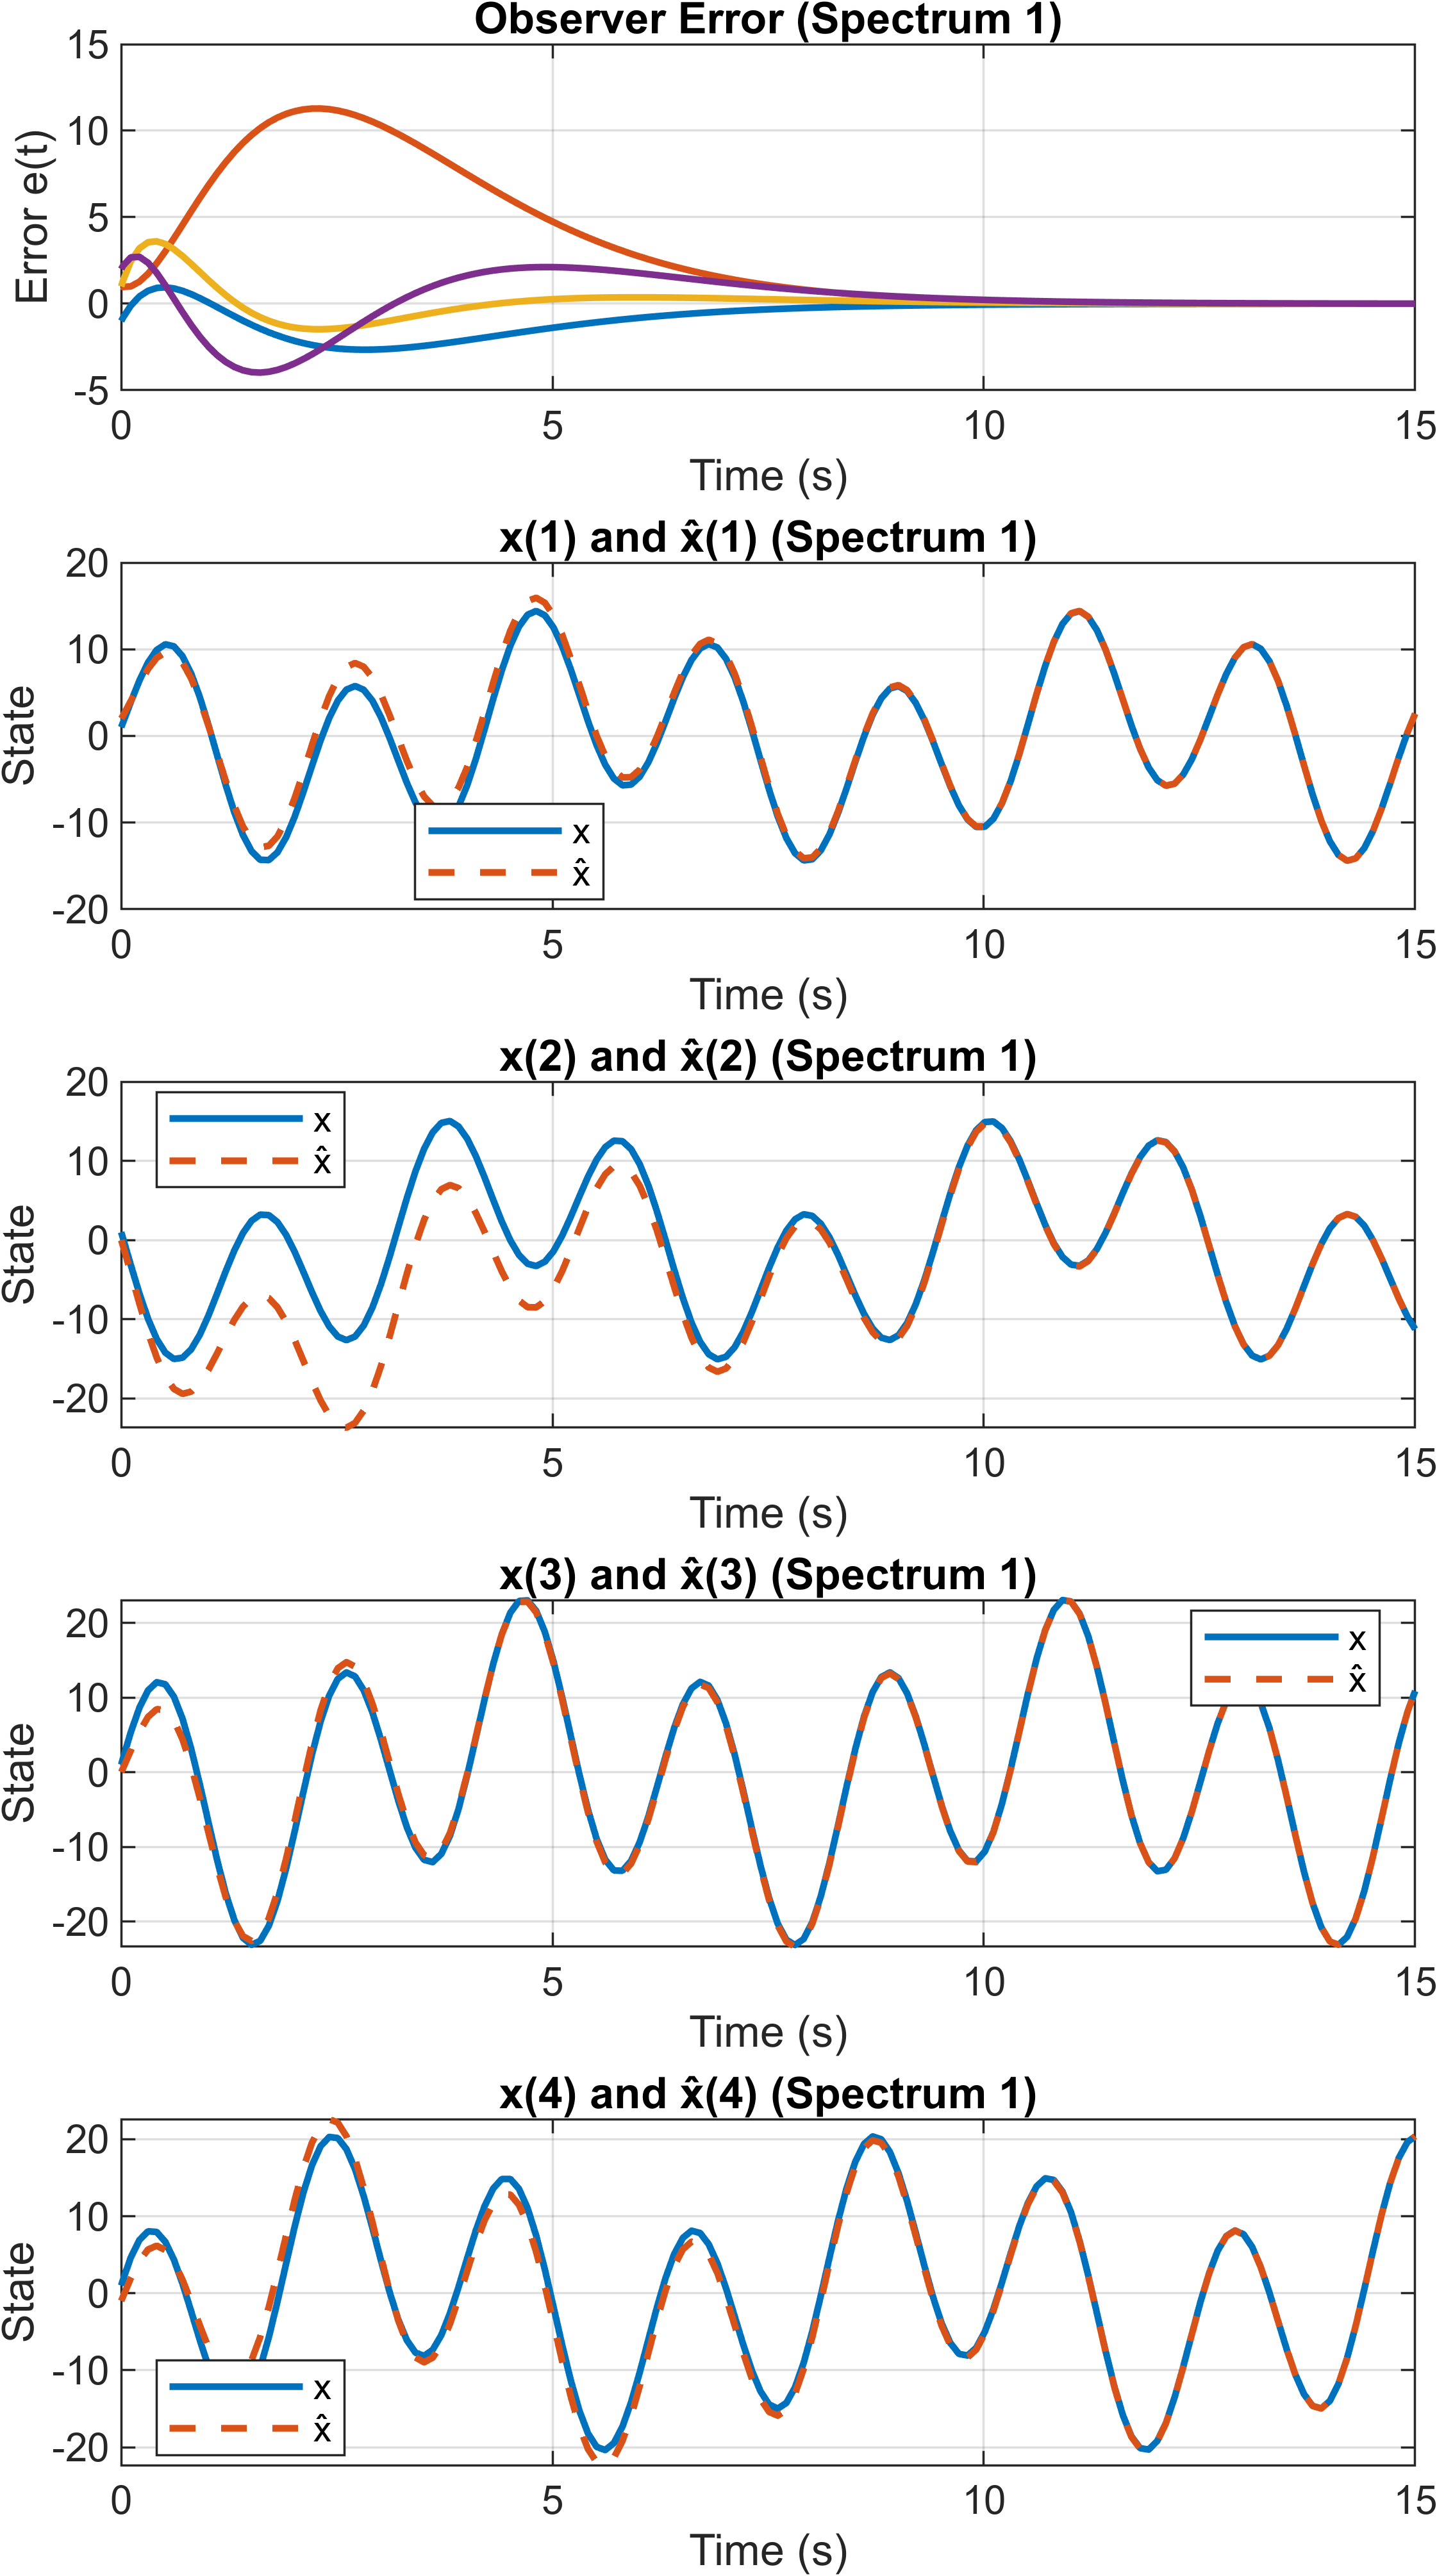 Observer Error (Spectrum 1)
Error e(t)
15
10
5
0
-5
0 5 10 15
Time (s)
x(1) and x̂(1) (Spectrum 1)
State
20
10
0
-10
-20
x
x̂
0 5 10 15
Time (s)
x(2) and x̂(2) (Spectrum 1)
State
20
10
0
-10
-20
x
x̂
0 5 10 15
Time (s)
x(3) and x̂(3) (Spectrum 1)
State
20
10
0
-10
-20
x
x̂
0 5 10 15
Time (s)
x(4) and x̂(4) (Spectrum 1)
State
20
10
0
-10
-20
x
x̂
0 5 10 15
Time (s)